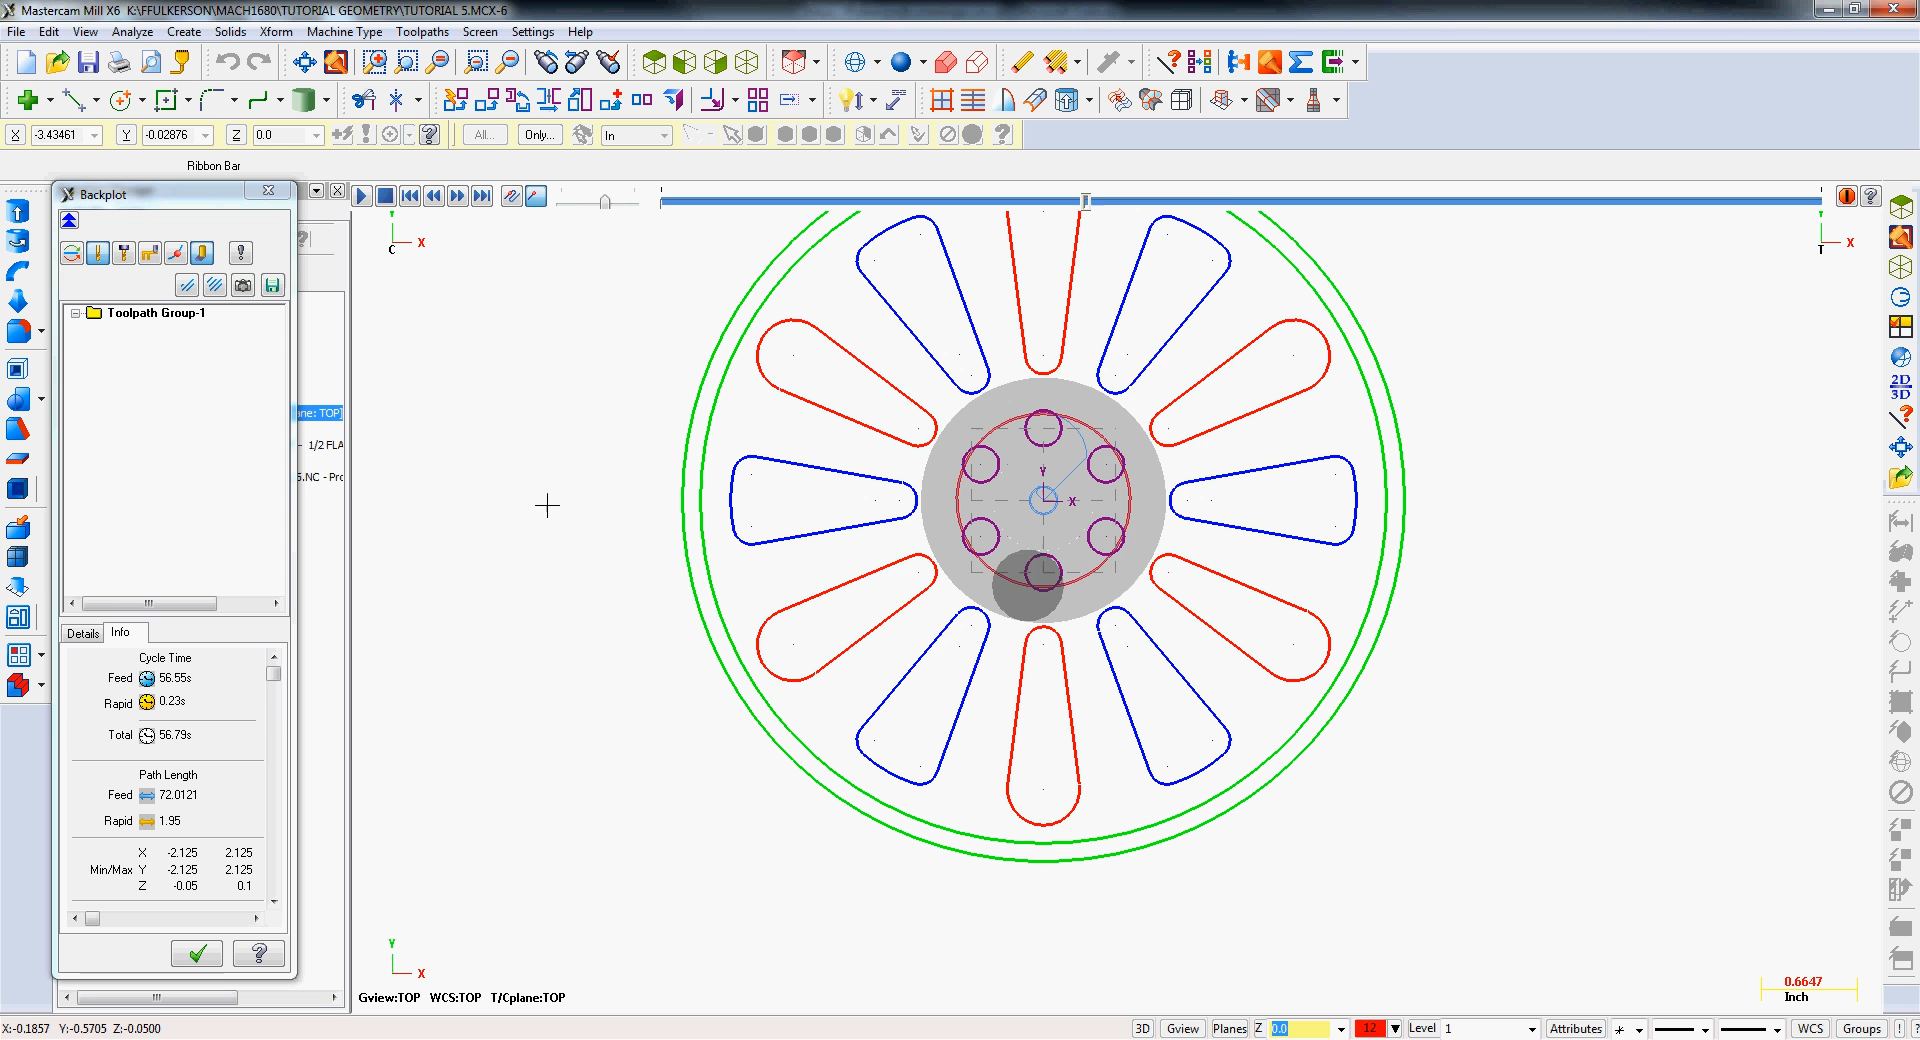 Mastercam Mill X6  K:\FFULKERSON\MACH1680\TUTORIAL GEOMETRY\TUTORIAL 5.MCX-6
File Edit View Analyze Create Solids Xform Machine Type Toolpaths Screen Settings Help
X -3.43461 Y -0.02876 Z 0.0 All... Only... In
Ribbon Bar
Backplot
Toolpath Group-1
ane: TOP]
- 1/2 FLA
5.NC - Pro
Details Info
Cycle Time
Feed 56.55s
Rapid 0.23s
Total 56.79s
Path Length
Feed 72.0121
Rapid 1.95
X -2.125 2.125
Min/Max Y -2.125 2.125
Z -0.05 0.1
Y
X
C
Y
X
T
Y
X
2D
3D
Y
X
0.6647
Inch
Gview:TOP WCS:TOP T/Cplane:TOP
X:-0.1857 Y:-0.5705 Z:-0.0500
3D Gview Planes Z 0.0 12 Level 1 Attributes WCS Groups ! ?